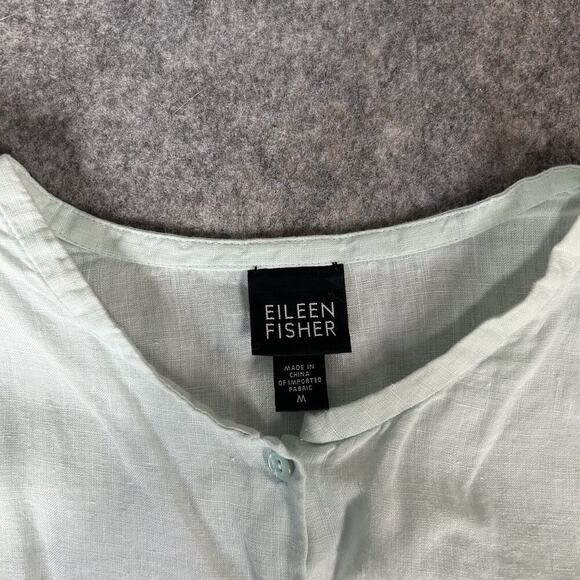 EILEEN
FISHER
MADE IN
CHINA
OF IMPORTED
FABRIC
M